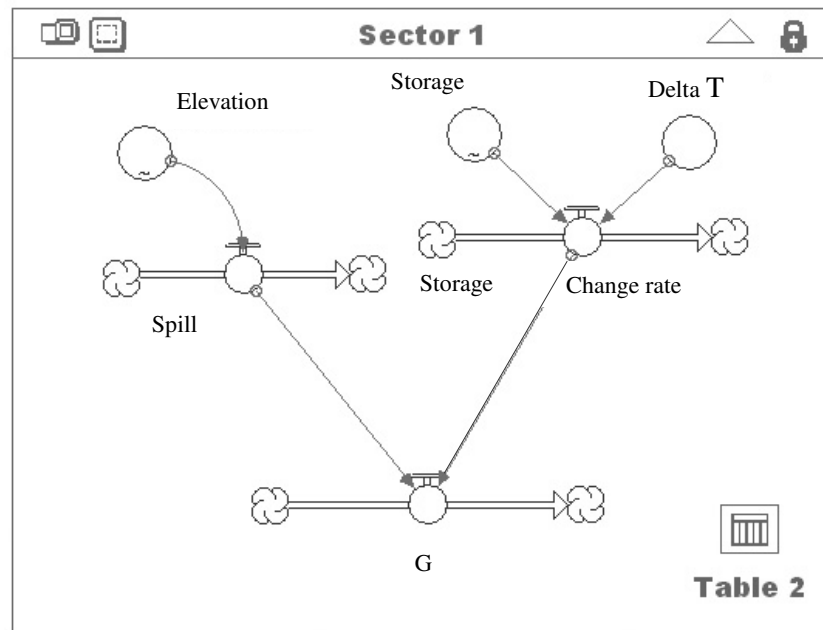 Sector 1
Storage
Elevation
Delta T
~
~
Storage
Change rate
Spill
G
Table 2